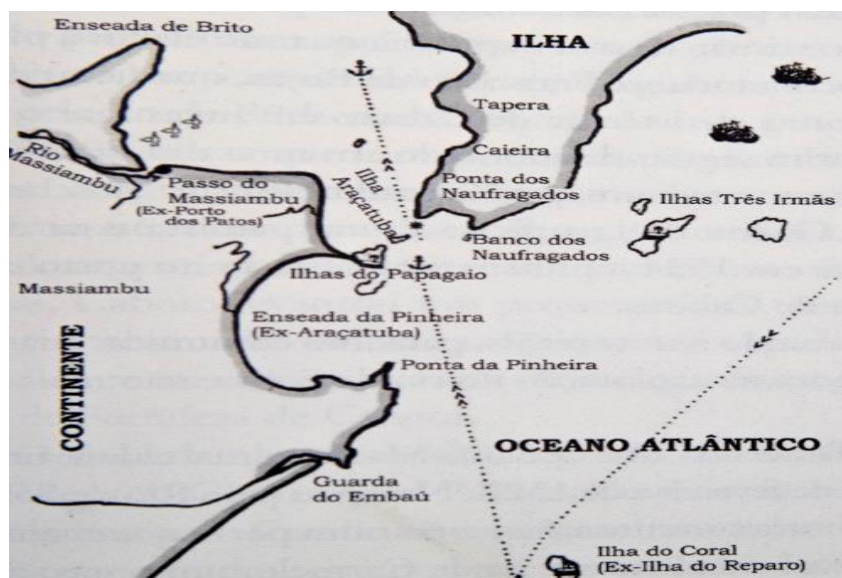 Enseada de Brito
ILHA
Tapera
Caieira
Ponta dos
Naufragados
Rio
Massiambu
Passo do
Massiambu
(Ex-Porto
dos Patos)
Ilha
Araçatuba
Ilhas Três Irmãs
Banco dos
Naufragados
Ilhas do Papagaio
Massiambu
Enseada da Pinheira
(Ex-Araçatuba)
Ponta da Pinheira
CONTINENTE
OCEANO ATLÂNTICO
Guarda
do Embaú
Ilha do Coral
(Ex-Ilha do Reparo)